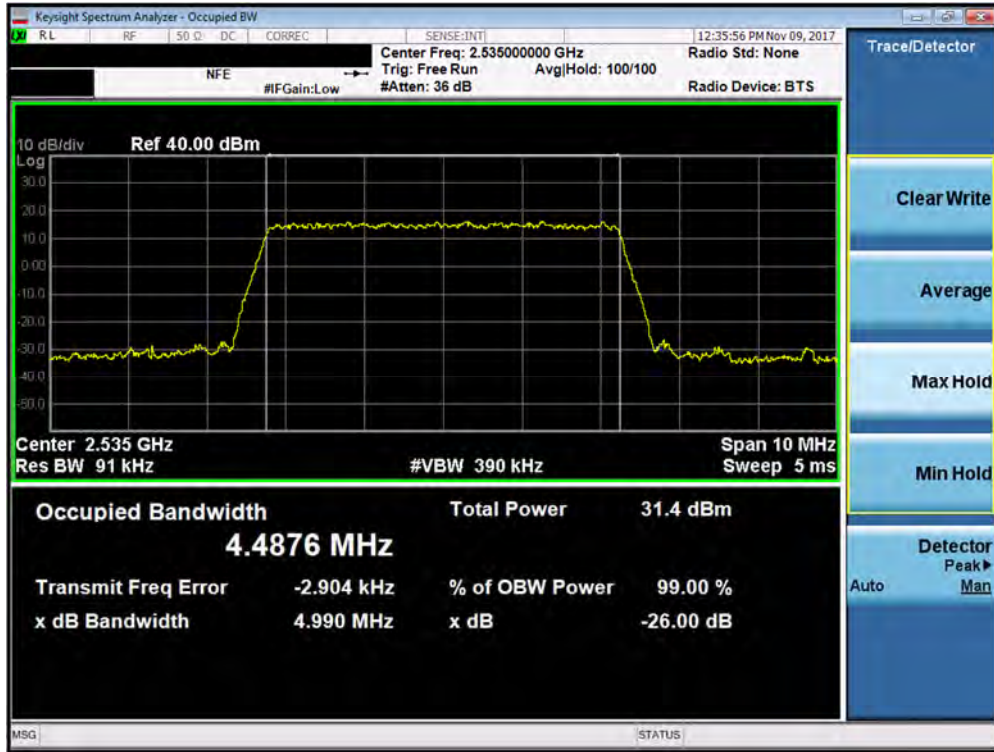 Keysight Spectrum Analyzer - Occupied BW
LXI RL RF 50 Ω DC CORREC SENSE:INT 12:35:56 PM Nov 09, 2017
Center Freq: 2.535000000 GHz Radio Std: None
NFE Trig: Free Run Avg|Hold: 100/100
#IFGain:Low #Atten: 36 dB Radio Device: BTS
10 dB/div Ref 40.00 dBm
Log
30.0
20.0
10.0
0.00
-10.0
-20.0
-30.0
-40.0
-50.0
Center 2.535 GHz Span 10 MHz
Res BW 91 kHz #VBW 390 kHz Sweep 5 ms
Occupied Bandwidth Total Power 31.4 dBm
4.4876 MHz
Transmit Freq Error -2.904 kHz % of OBW Power 99.00 %
x dB Bandwidth 4.990 MHz x dB -26.00 dB
Trace/Detector
Clear Write
Average
Max Hold
Min Hold
Detector
Peak▶
Auto Man
MSG STATUS